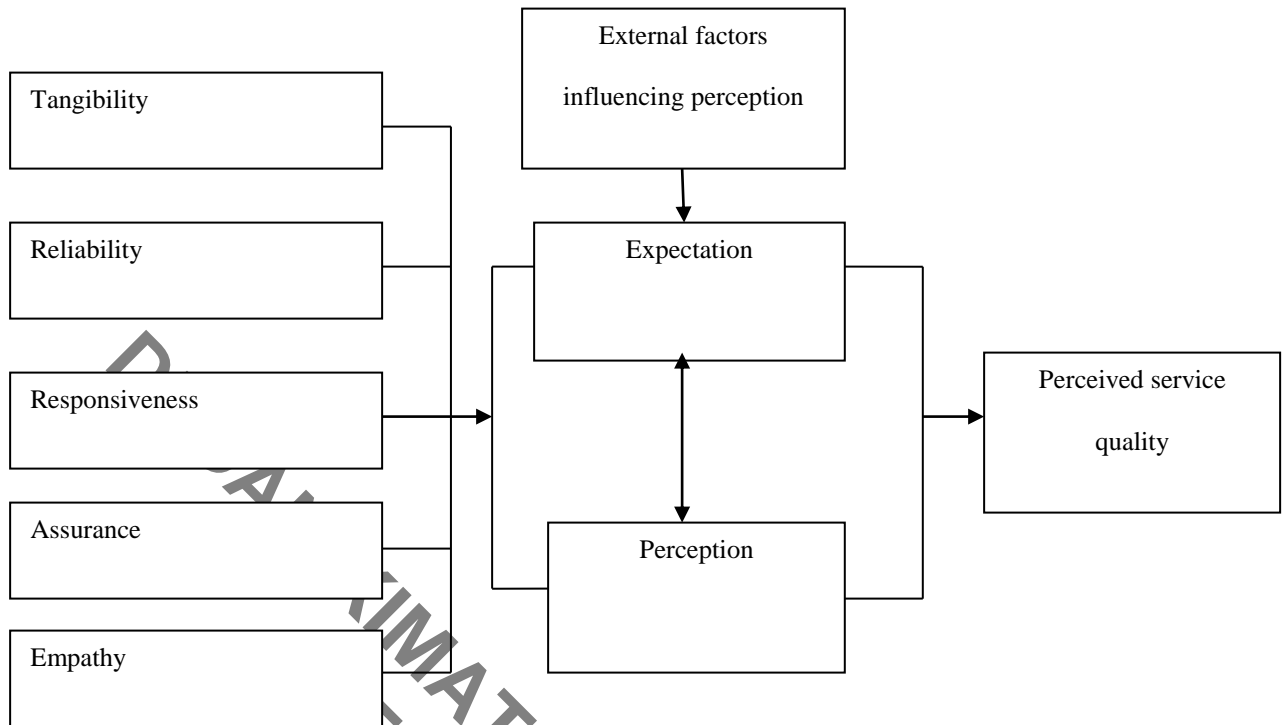 External factors
influencing perception
Tangibility
Reliability
Expectation
Responsiveness
Perceived service
quality
Assurance
Perception
Empathy